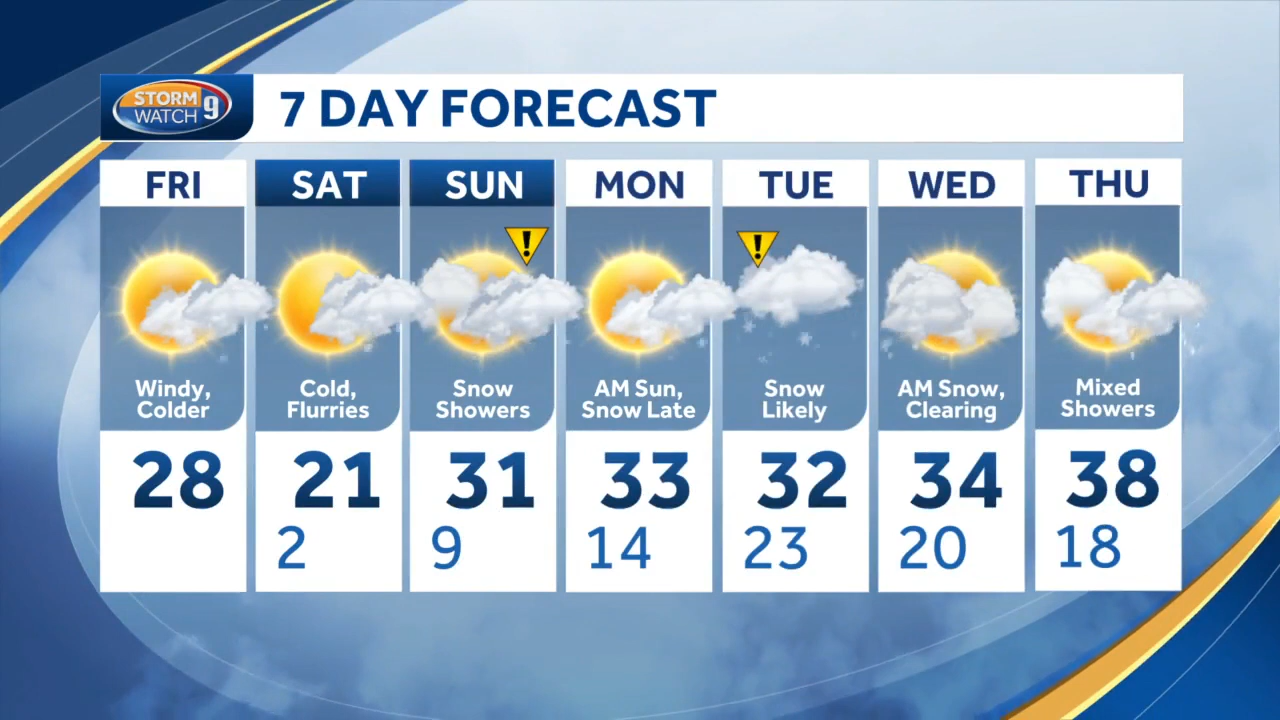 STORM
WATCH 9
7 DAY FORECAST
FRI
SAT
SUN
MON
TUE
WED
THU
!
!
Windy,
Colder
Cold,
Flurries
Snow
Showers
AM Sun,
Snow Late
Snow
Likely
AM Snow,
Clearing
Mixed
Showers
28
21
31
33
32
34
38
2
9
14
23
20
18